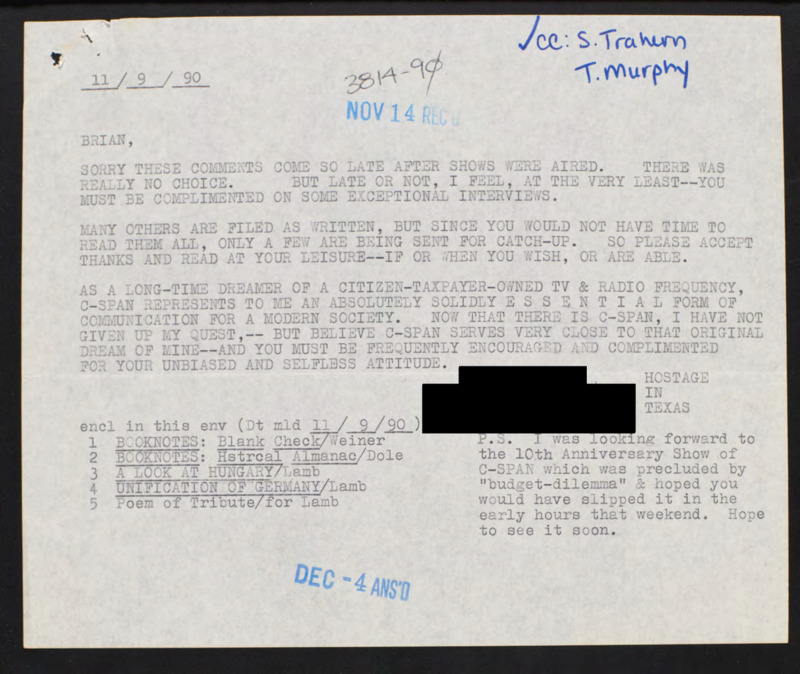 ✓cc: S. Trahern
T. Murphy
11 / 9 / 90
3814-90
NOV 14 REC'D
BRIAN,
SORRY THESE COMMENTS COME SO LATE AFTER SHOWS WERE AIRED. THERE WAS
REALLY NO CHOICE. BUT LATE OR NOT, I FEEL, AT THE VERY LEAST--YOU
MUST BE COMPLIMENTED ON SOME EXCEPTIONAL INTERVIEWS.
MANY OTHERS ARE FILED AS WRITTEN, BUT SINCE YOU WOULD NOT HAVE TIME TO
READ THEM ALL, ONLY A FEW ARE BEING SENT FOR CATCH-UP. SO PLEASE ACCEPT
THANKS AND READ AT YOUR LEISURE--IF OR WHEN YOU WISH, OR ARE ABLE.
AS A LONG-TIME DREAMER OF A CITIZEN-TAXPAYER-OWNED TV & RADIO FREQUENCY,
C-SPAN REPRESENTS TO ME AN ABSOLUTELY SOLIDLY E S S E N T I A L FORM OF
COMMUNICATION FOR A MODERN SOCIETY. NOW THAT THERE IS C-SPAN, I HAVE NOT
GIVEN UP MY QUEST,-- BUT BELIEVE C-SPAN SERVES VERY CLOSE TO THAT ORIGINAL
DREAM OF MINE--AND YOU MUST BE FREQUENTLY ENCOURAGED AND COMPLIMENTED
FOR YOUR UNBIASED AND SELFLESS ATTITUDE.
HOSTAGE
IN
TEXAS
encl in this env (Dt mld 11 / 9 /90 )
1 BOOKNOTES: Blank Check/Weiner
2 BOOKNOTES: Hstrcal Almanac/Dole
3 A LOOK AT HUNGARY/Lamb
4 UNIFICATION OF GERMANY/Lamb
5 Poem of Tribute/for Lamb
P.S. I was looking forward to
the 10th Anniversary Show of
C-SPAN which was precluded by
"budget-dilemma" & hoped you
would have slipped it in the
early hours that weekend. Hope
to see it soon.
DEC -4 ANS'D